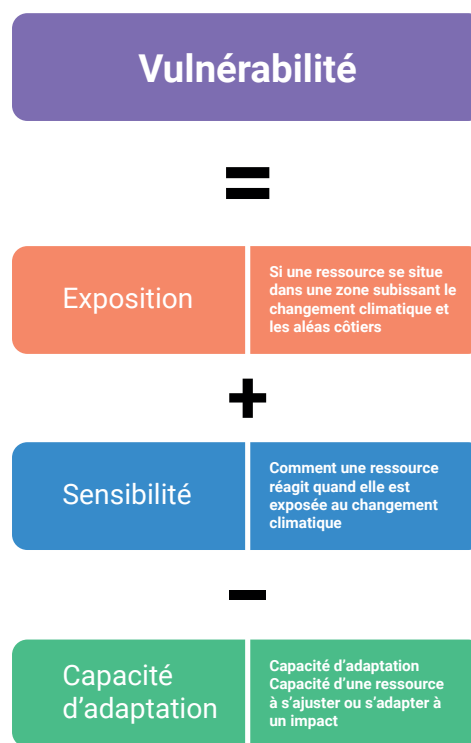 Vulnérabilité
=
Exposition
Si une ressource se situe
dans une zone subissant le
changement climatique et
les aléas côtiers
+
Sensibilité
Comment une ressource
réagit quand elle est
exposée au changement
climatique
−
Capacité
d’adaptation
Capacité d’adaptation
Capacité d’une ressource
à s’ajuster ou s’adapter à
un impact